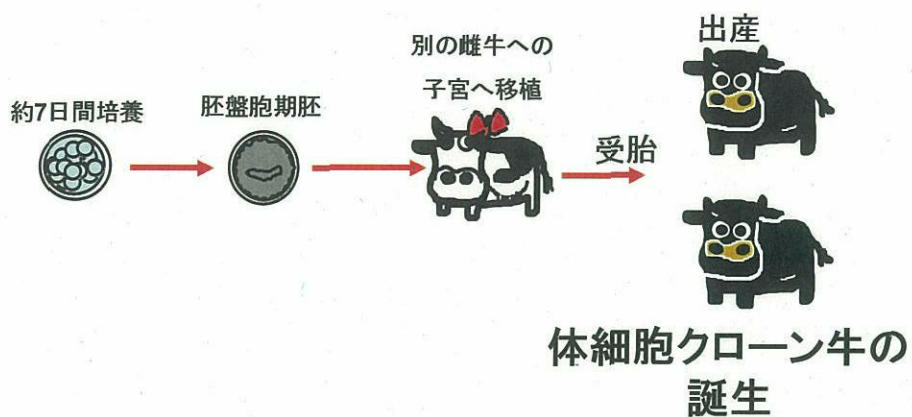 約7日間培養
胚盤胞期胚
別の雌牛への
子宮へ移植
受胎
出産
体細胞クローン牛の
誕生